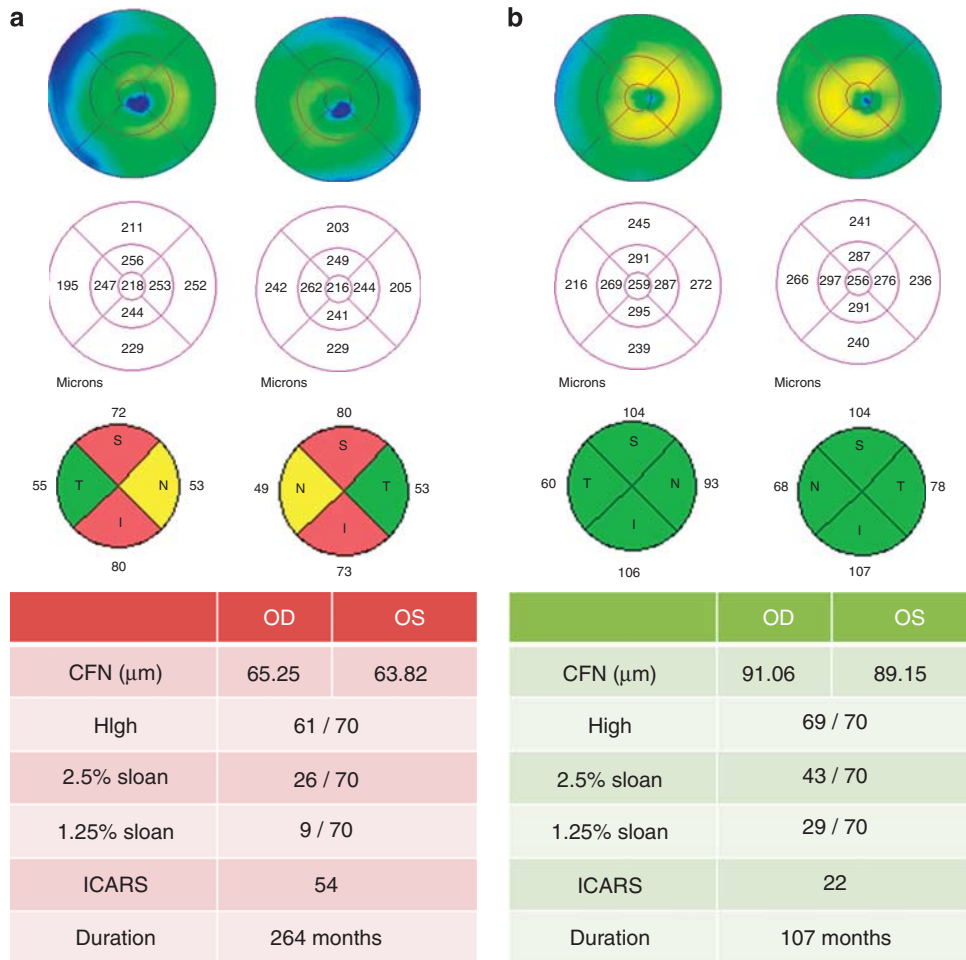 a
211
256
195 247 218 253 252
244
229
Microns
203
249
242 262 216 244 205
241
229
Microns
72
S
55 T N 53
I
80
80
S
49 N T 53
I
73
OD OS
CFN (μm) 65.25 63.82
HIgh 61 / 70
2.5% sloan 26 / 70
1.25% sloan 9 / 70
ICARS 54
Duration 264 months
b
245
291
216 269 259 287 272
295
239
Microns
241
287
266 297 256 276 236
291
240
Microns
104
S
60 T N 93
I
106
104
S
68 N T 78
I
107
OD OS
CFN (μm) 91.06 89.15
High 69 / 70
2.5% sloan 43 / 70
1.25% sloan 29 / 70
ICARS 22
Duration 107 months